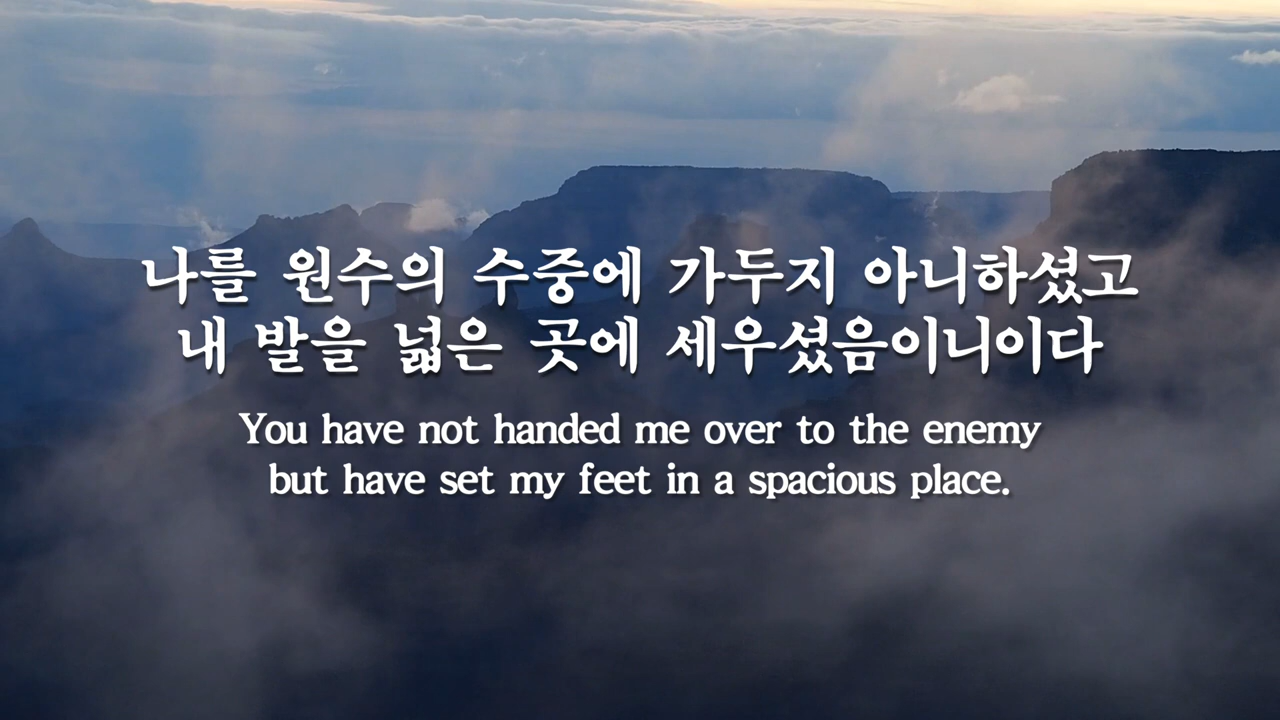 나를 원수의 수중에 가두지 아니하셨고
내 발을 넓은 곳에 세우셨음이니이다
You have not handed me over to the enemy
but have set my feet in a spacious place.